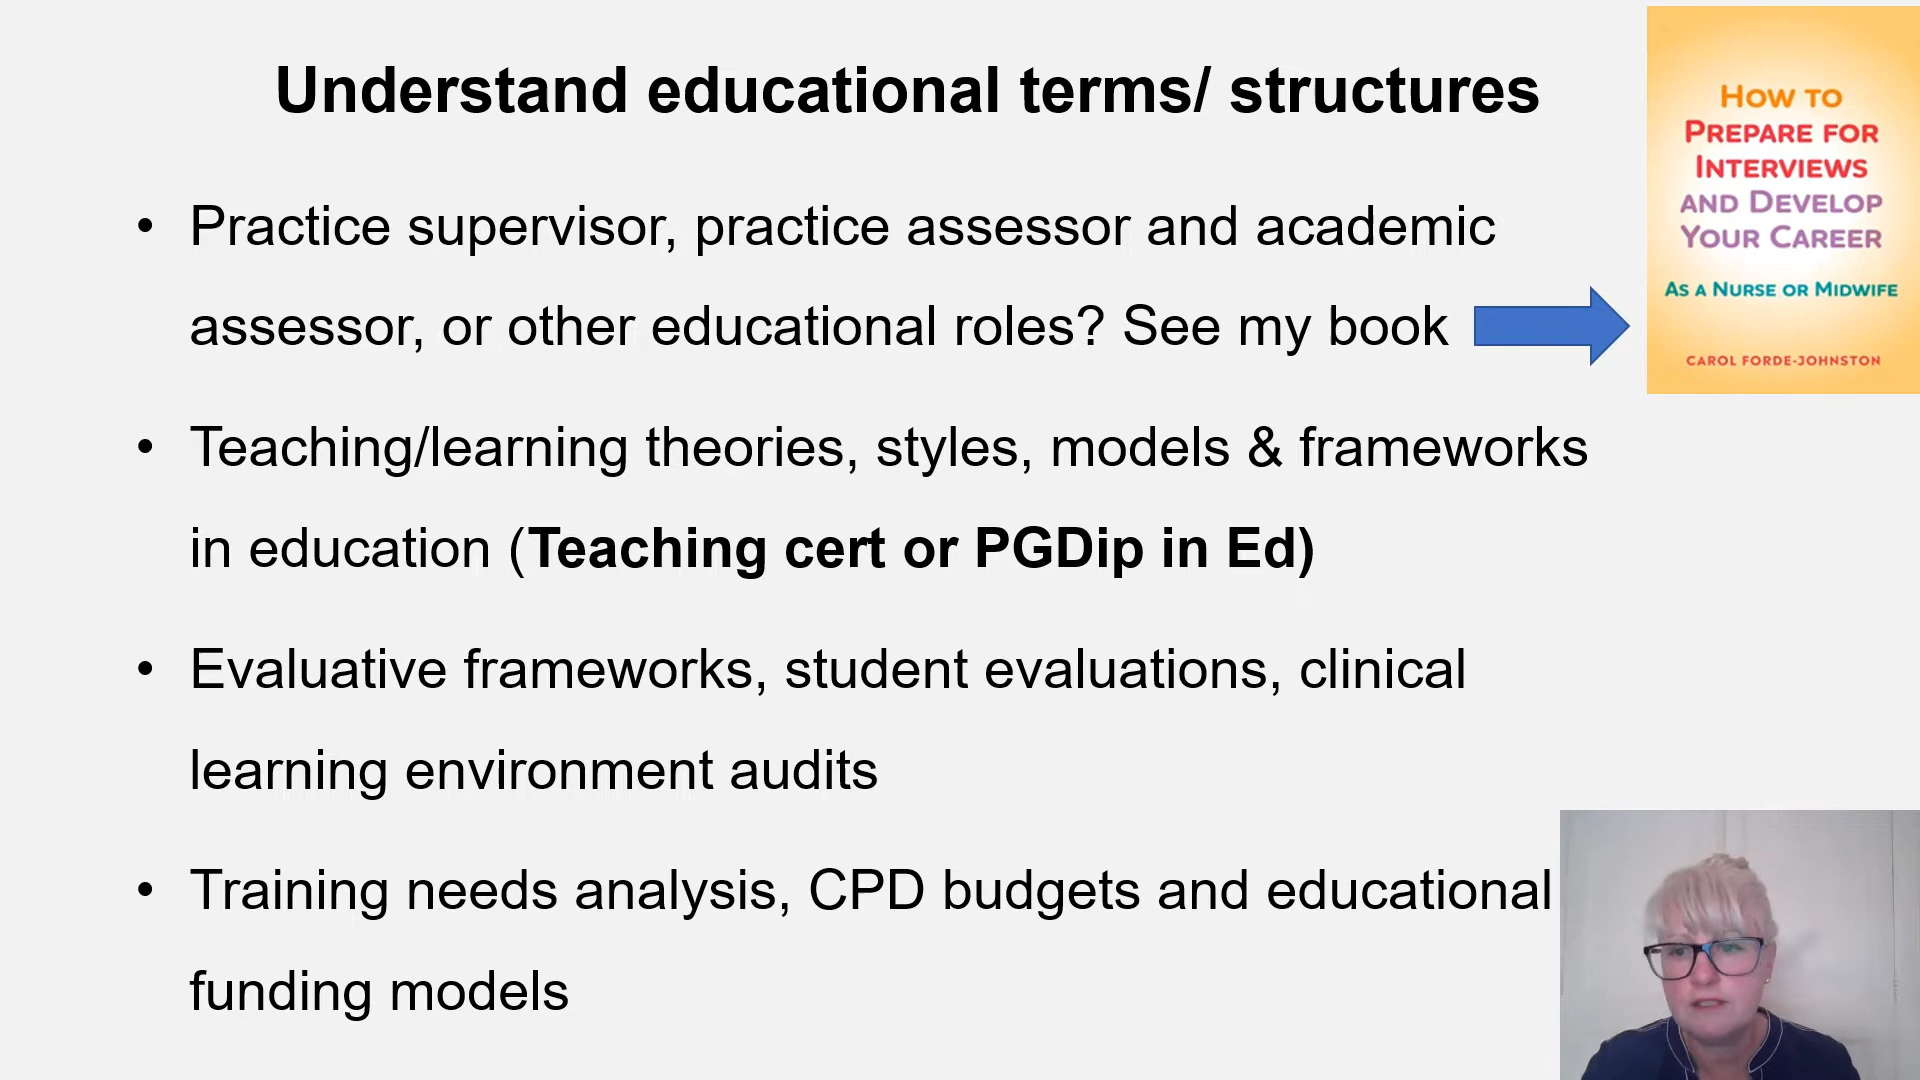 Understand educational terms/ structures
• Practice supervisor, practice assessor and academic
assessor, or other educational roles? See my book
• Teaching/learning theories, styles, models & frameworks
in education (Teaching cert or PGDip in Ed)
• Evaluative frameworks, student evaluations, clinical
learning environment audits
• Training needs analysis, CPD budgets and educational
funding models
HOW TO
PREPARE FOR
INTERVIEWS
AND DEVELOP
YOUR CAREER
AS A NURSE OR MIDWIFE
CAROL FORDE-JOHNSTON